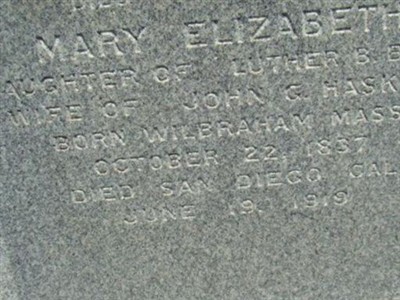 MARY ELIZABETH
AUGHTER OF LUTHER B. B
WIFE OF JOHN G. HASK
BORN WILBRAHAM MASS
OCTOBER 22, 1837
DIED SAN DIEGO, CAL
JUNE 19, 1919